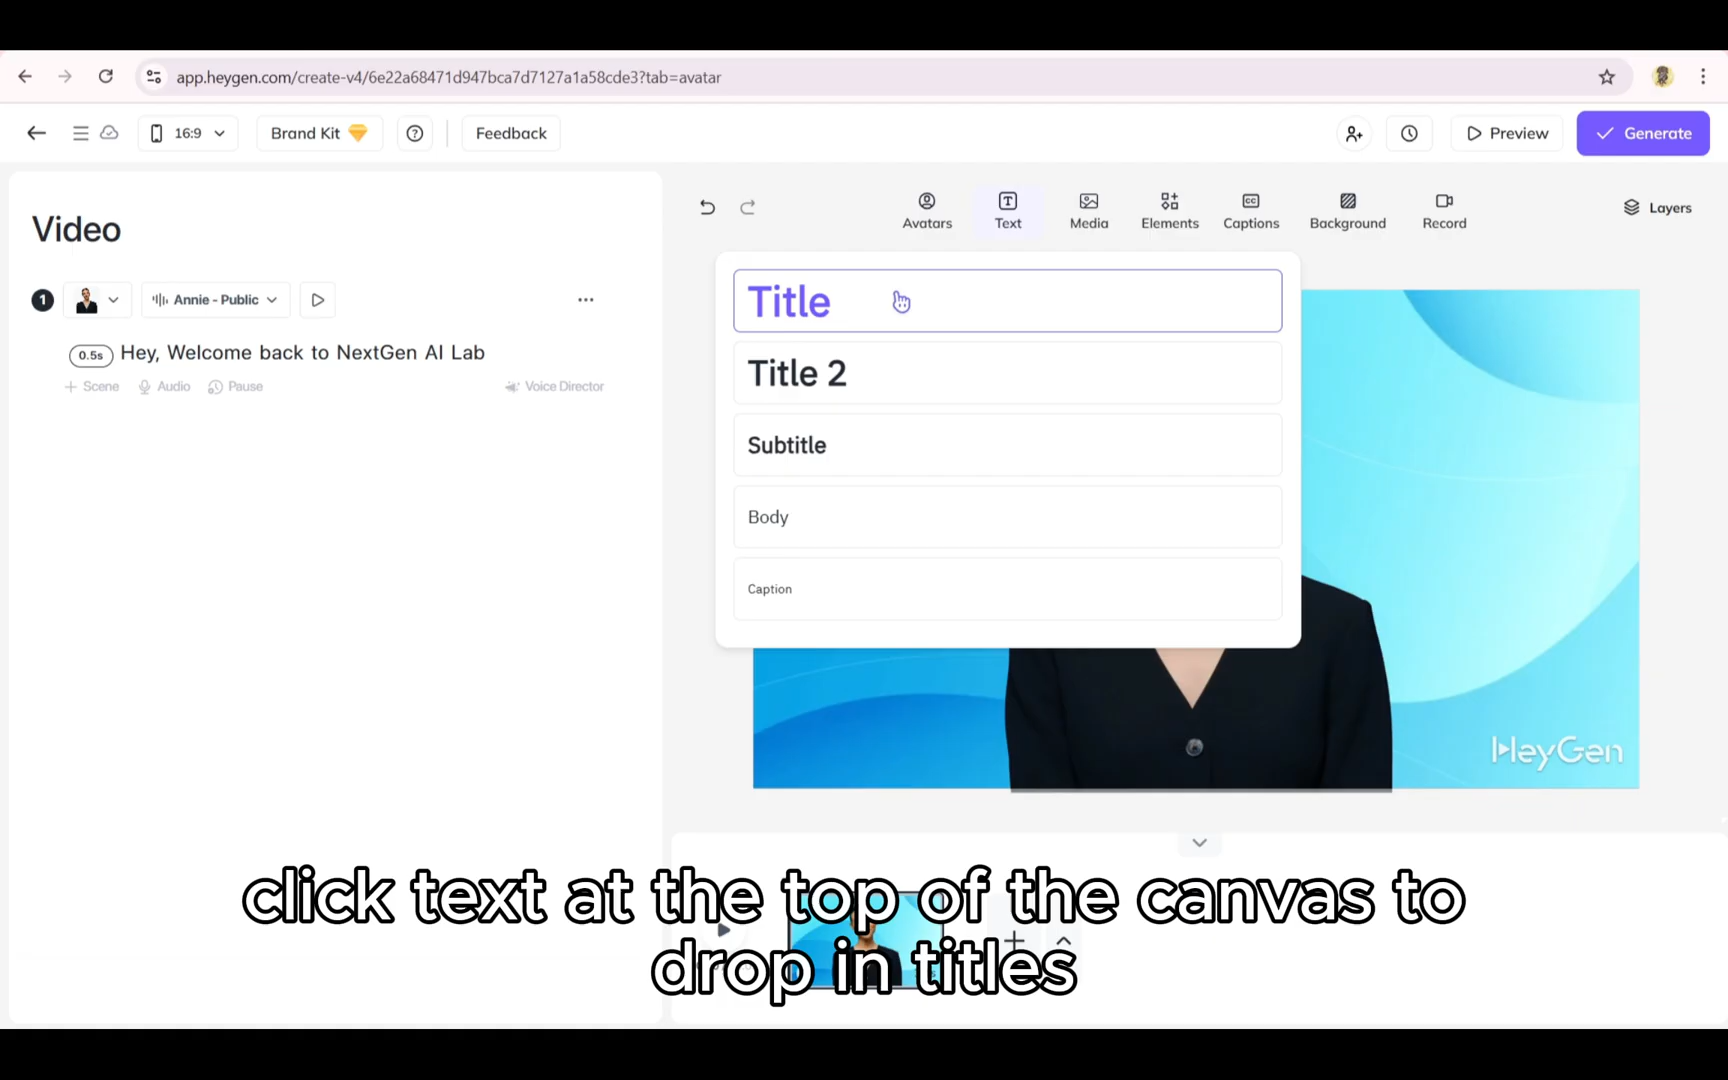 app.heygen.com/create-v4/6e22a68471d947bca7d7127a1a58cde3?tab=avatar
16:9
Brand Kit
Feedback
Preview
Generate
Video
Avatars
Text
Media
Elements
Captions
Background
Record
Layers
1
Annie - Public
0.5s Hey, Welcome back to NextGen AI Lab
Scene
Audio
Pause
Voice Director
Title
Title 2
Subtitle
Body
Caption
HeyGen
click text at the top of the canvas to
drop in titles